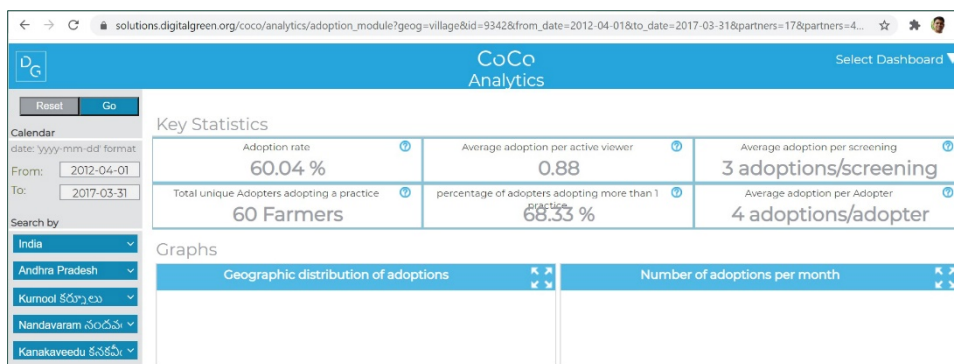 solutions.digitalgreen.org/coco/analytics/adoption_module?geog=village&id=9342&from_date=2012-04-01&to_date=2017-03-31&partners=17&partners=4...
DG
CoCo
Analytics
Select Dashboard
Reset Go
Calendar
date: 'yyyy-mm-dd' format
From: 2012-04-01
To: 2017-03-31
Search by
India
Andhra Pradesh
Kurnool కర్నూలు
Nandavaram
Kanakaveedu
Key Statistics
Adoption rate
60.04 %
Average adoption per active viewer
0.88
Average adoption per screening
3 adoptions/screening
Total unique Adopters adopting a practice
60 Farmers
percentage of adopters adopting more than 1
practice
68.33 %
Average adoption per Adopter
4 adoptions/adopter
Graphs
Geographic distribution of adoptions
Number of adoptions per month